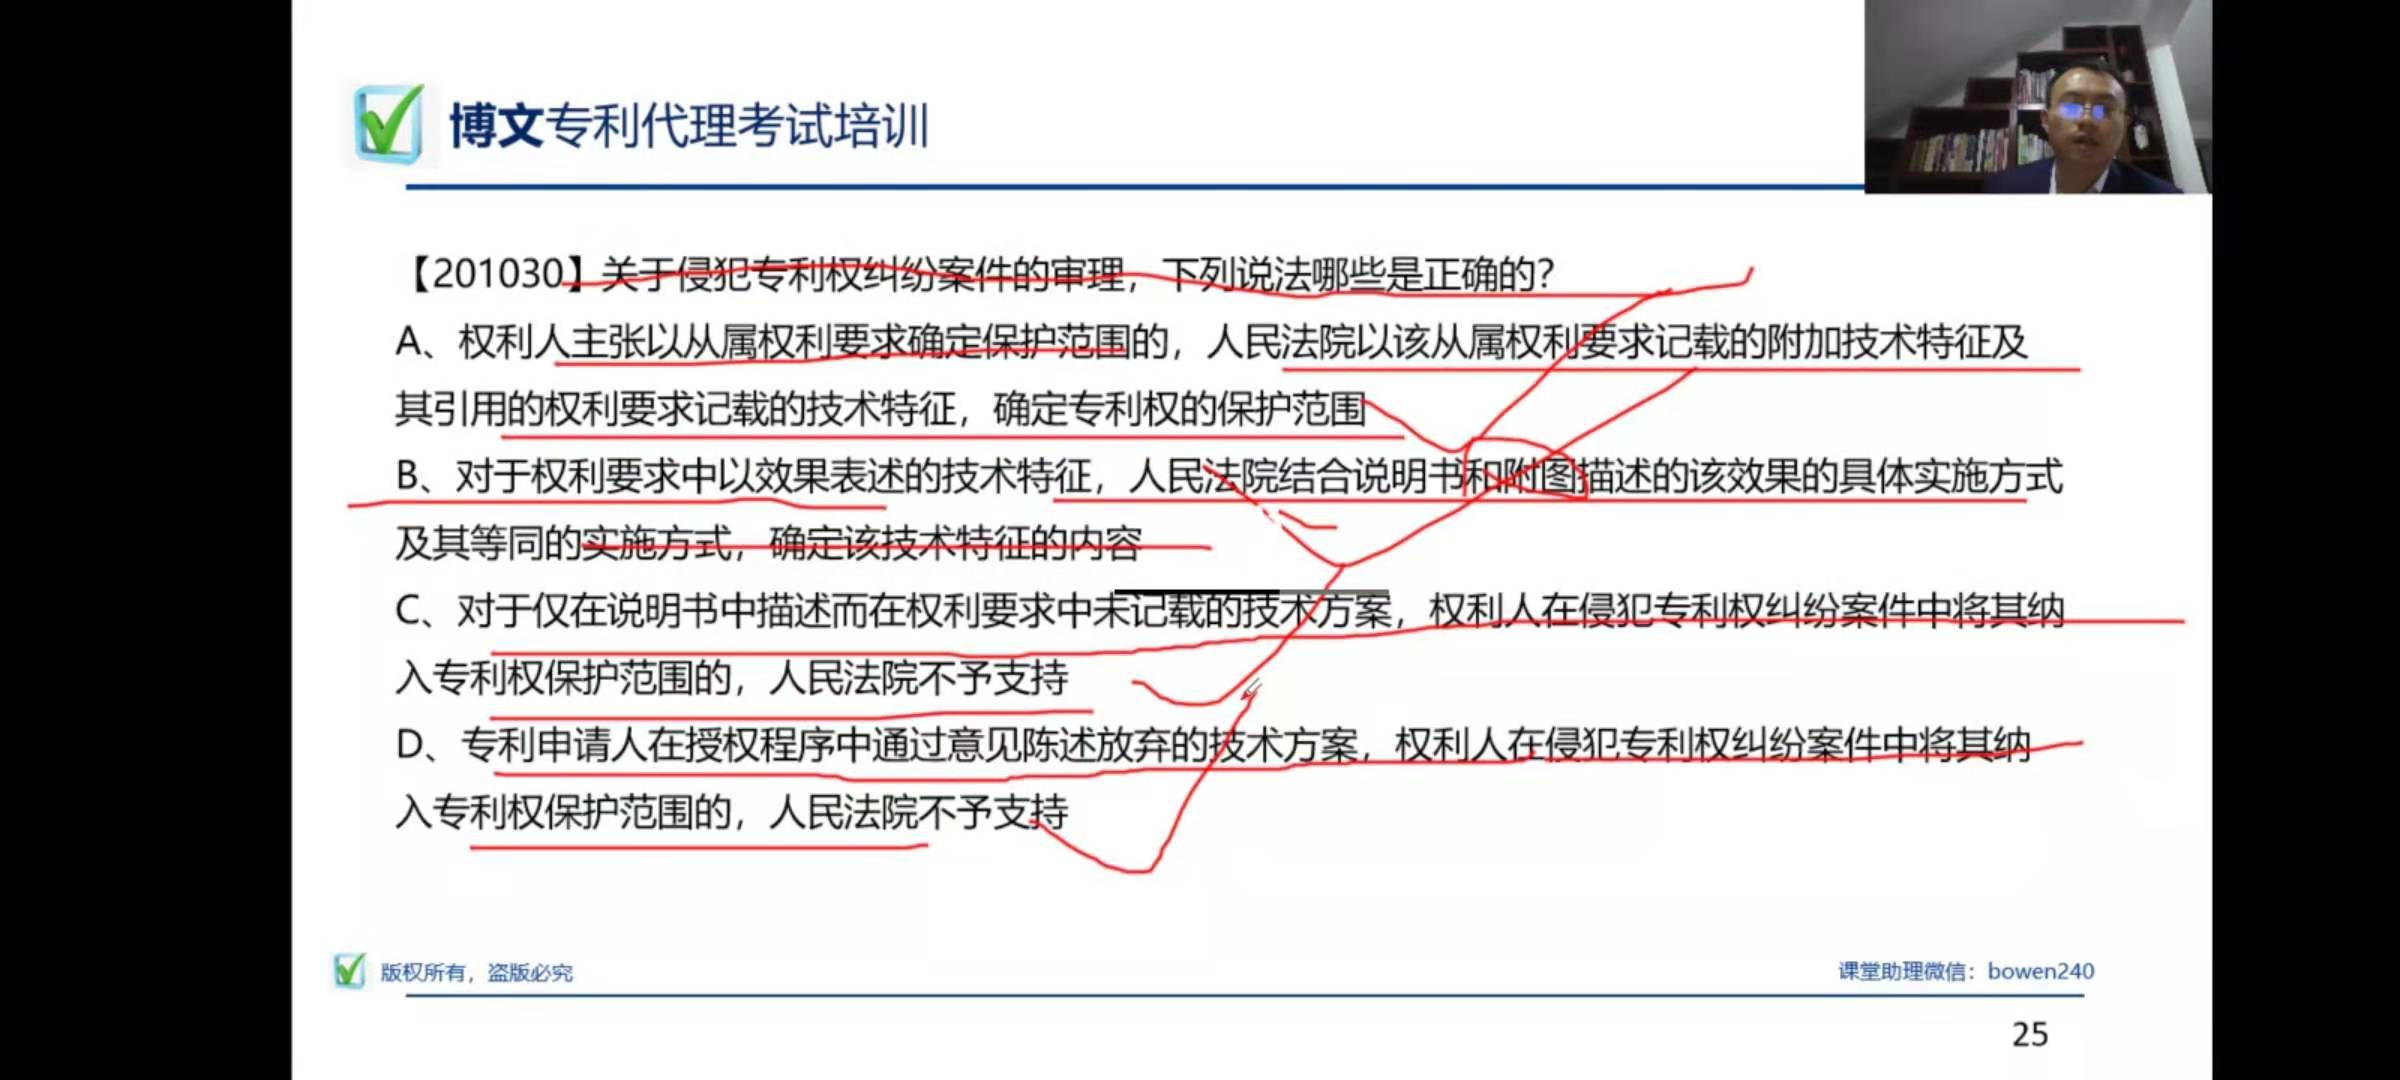 博文专利代理考试培训
【201030】关于侵犯专利权纠纷案件的审理，下列说法哪些是正确的？
A、权利人主张以从属权利要求确定保护范围的，人民法院以该从属权利要求记载的附加技术特征及
其引用的权利要求记载的技术特征，确定专利权的保护范围
B、对于权利要求中以效果表述的技术特征，人民法院结合说明书和附图描述的该效果的具体实施方式
及其等同的实施方式，确定该技术特征的内容
C、对于仅在说明书中描述而在权利要求中未记载的技术方案，权利人在侵犯专利权纠纷案件中将其纳
入专利权保护范围的，人民法院不予支持
D、专利申请人在授权程序中通过意见陈述放弃的技术方案，权利人在侵犯专利权纠纷案件中将其纳
入专利权保护范围的，人民法院不予支持
版权所有，盗版必究
课堂助理微信：bowen240
25